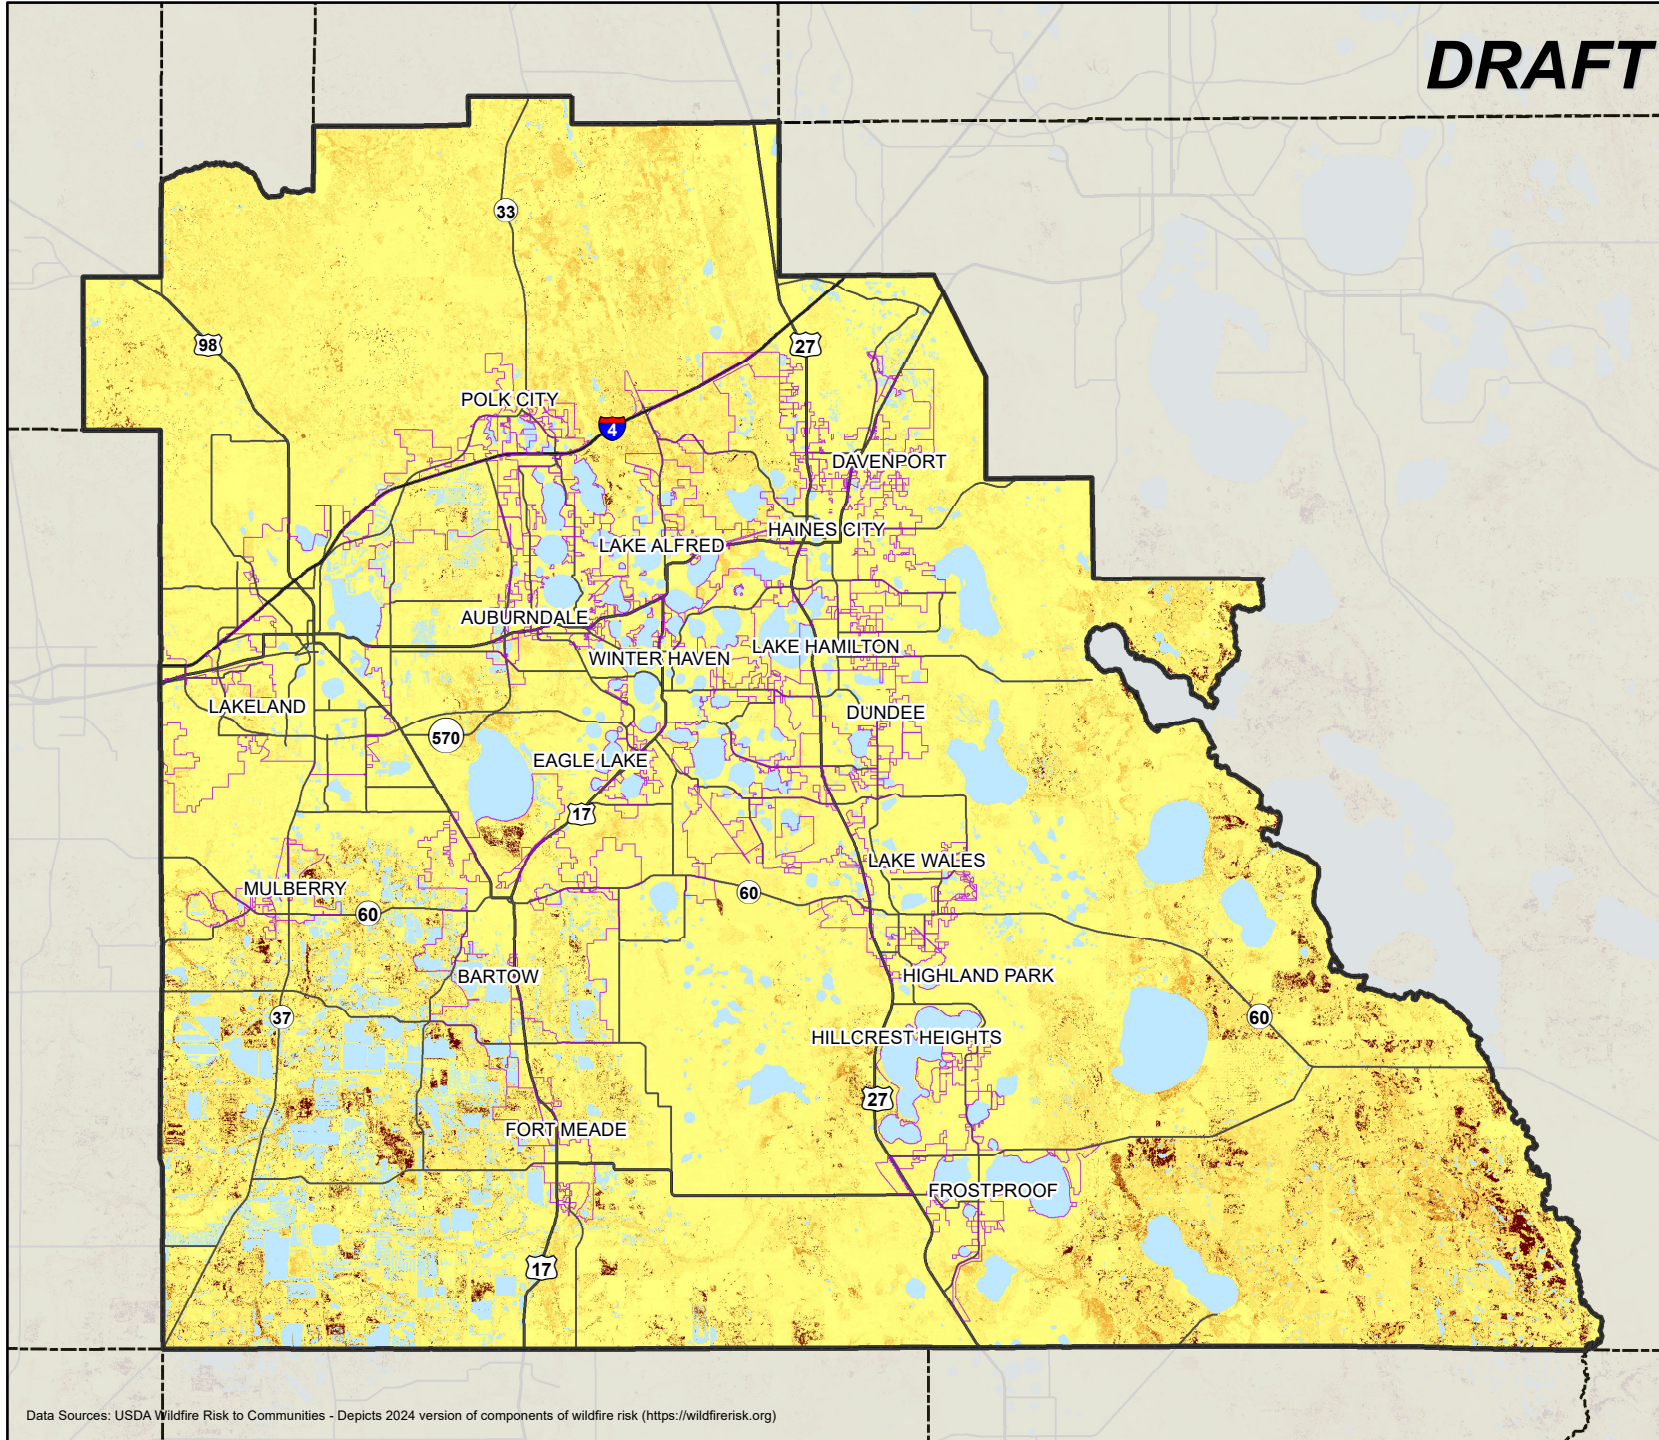 DRAFT
33
98
27
POLK CITY
4
DAVENPORT
HAINES CITY
LAKE ALFRED
AUBURNDALE
LAKE HAMILTON
WINTER HAVEN
LAKELAND
DUNDEE
570
EAGLE LAKE
17
LAKE WALES
MULBERRY
60
60
BARTOW
HIGHLAND PARK
37
60
HILLCREST HEIGHTS
27
FORT MEADE
FROSTPROOF
17
Data Sources: USDA Wildfire Risk to Communities - Depicts 2024 version of components of wildfire risk (https://wildfirerisk.org)